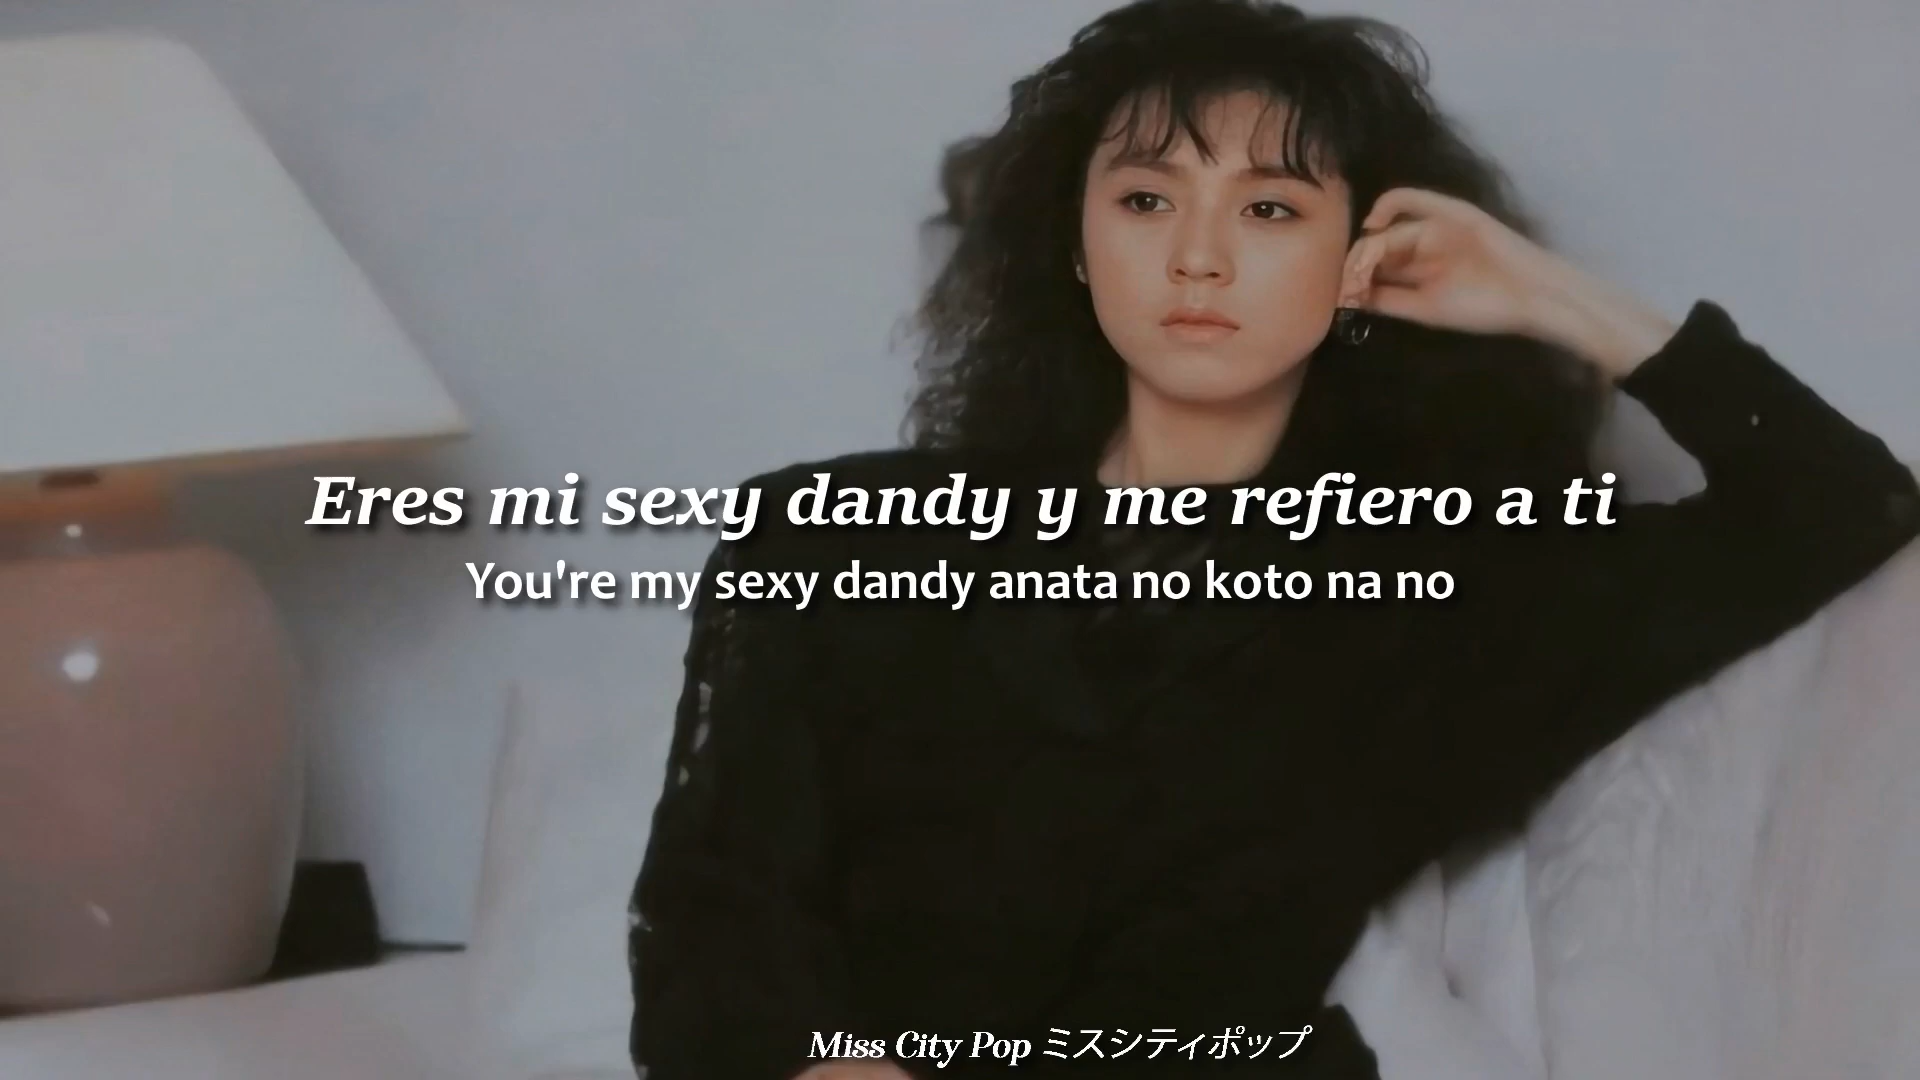 Eres mi sexy dandy y me refiero a ti
You're my sexy dandy anata no koto na no
Miss City Pop ミスシティポップ